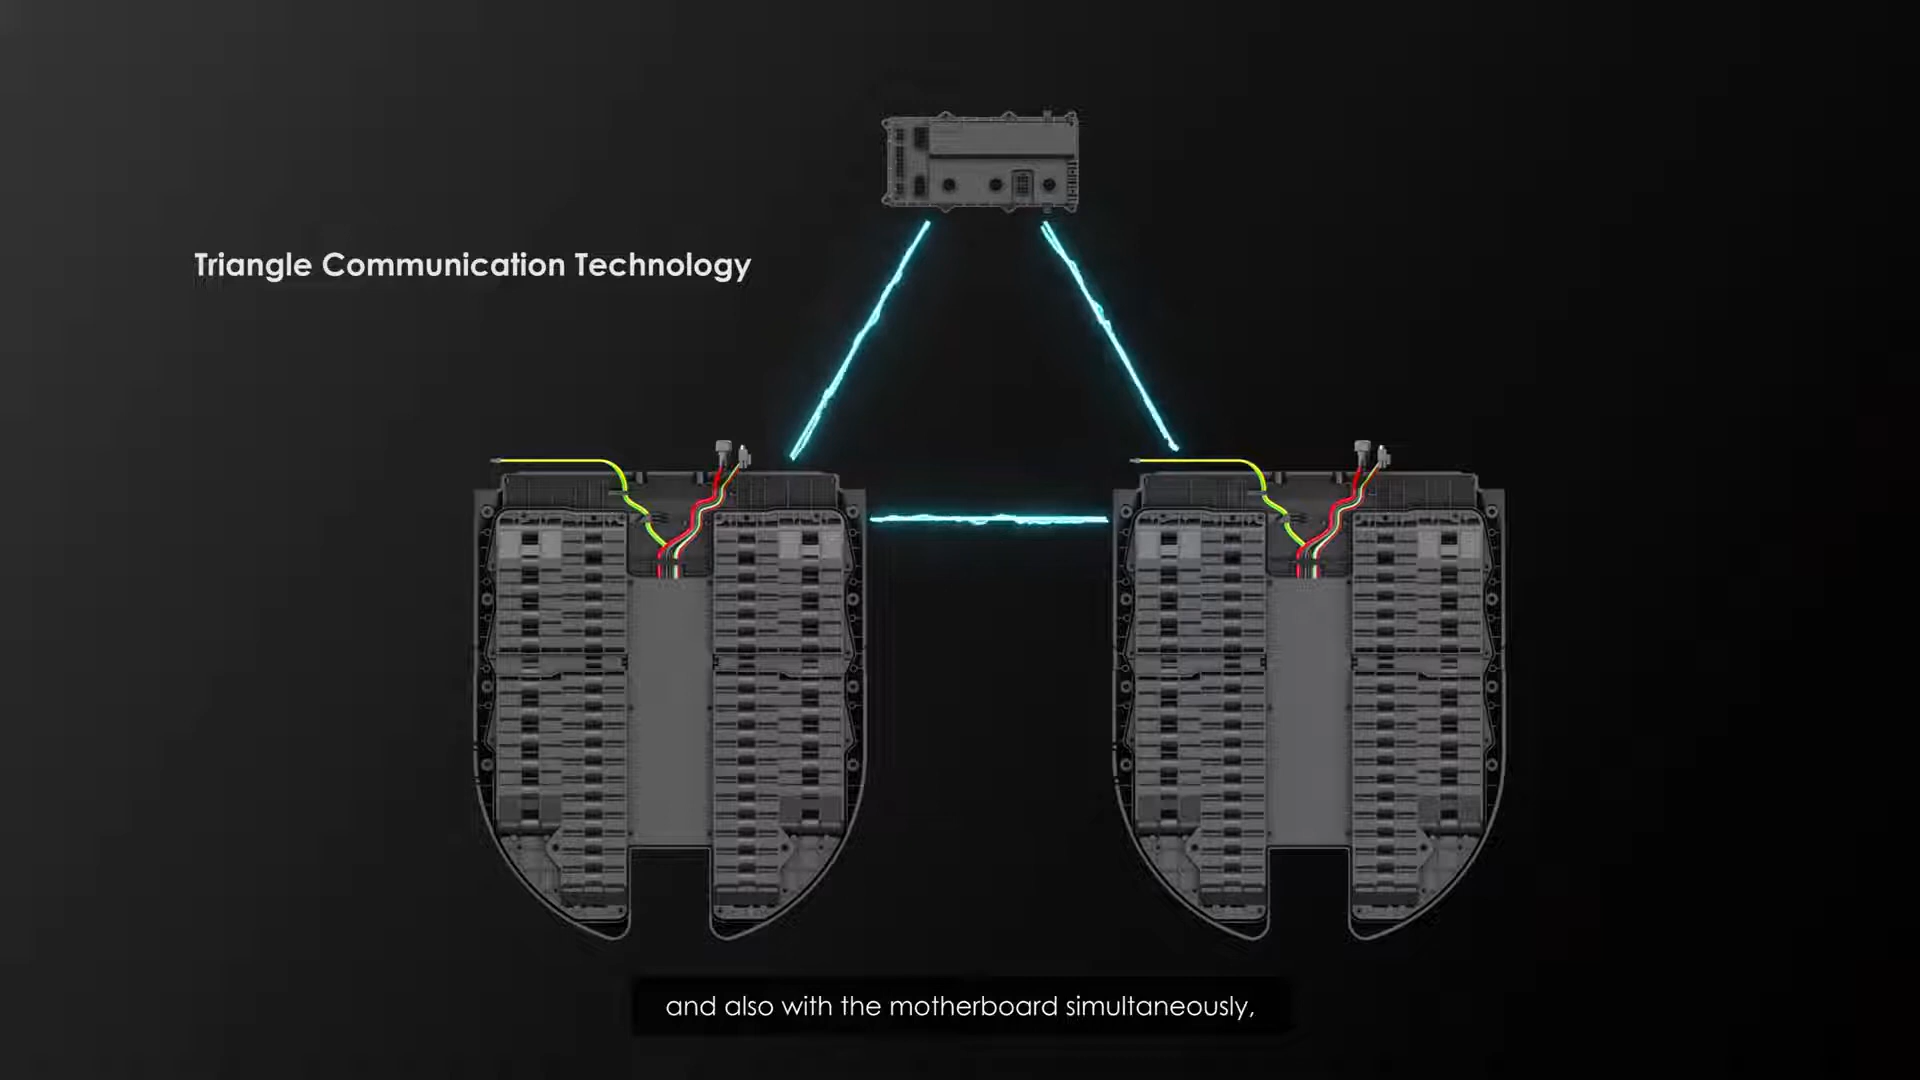 Triangle Communication Technology
and also with the motherboard simultaneously,